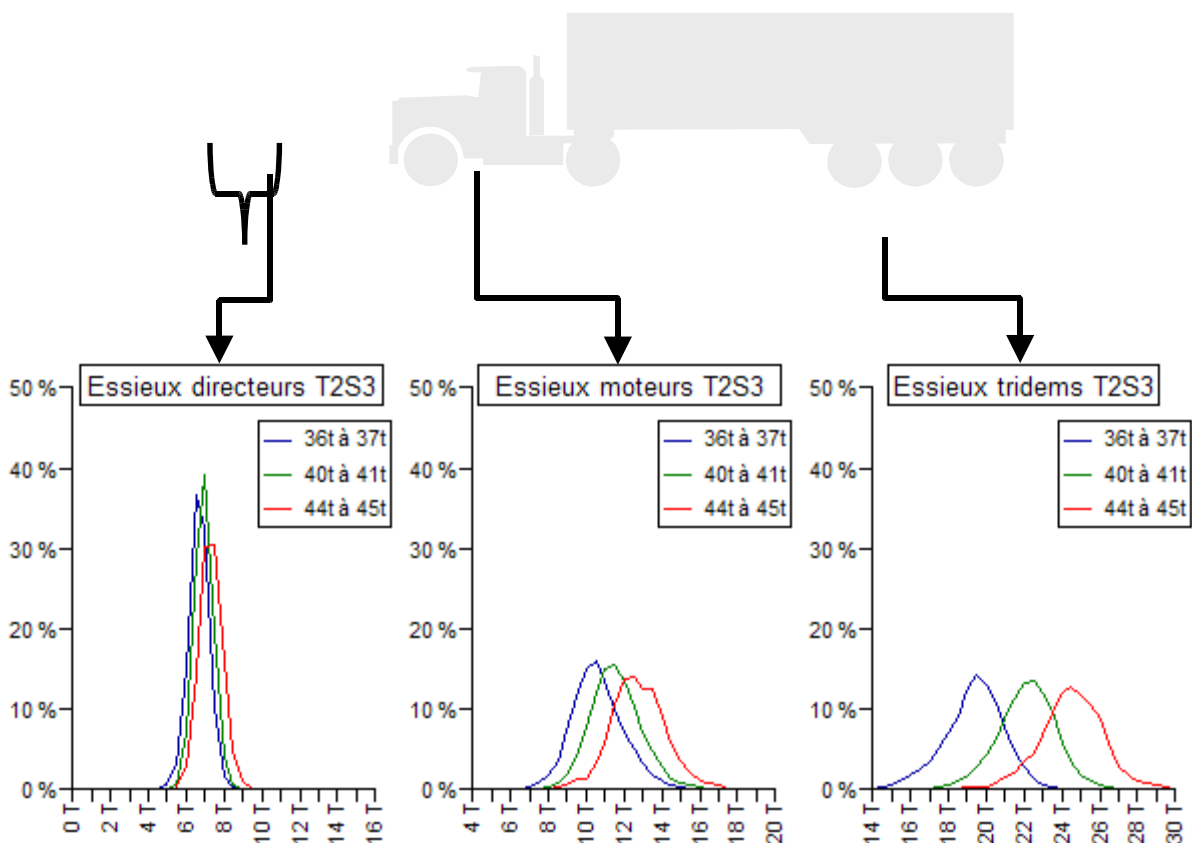 Essieux directeurs T2S3
50 %
40 %
30 %
20 %
10 %
0 %
36t à 37t
40t à 41t
44t à 45t
0 T
2 T
4 T
6 T
8 T
10 T
12 T
14 T
16 T
Essieux moteurs T2S3
50 %
40 %
30 %
20 %
10 %
0 %
36t à 37t
40t à 41t
44t à 45t
4 T
6 T
8 T
10 T
12 T
14 T
16 T
18 T
20 T
Essieux tridems T2S3
50 %
40 %
30 %
20 %
10 %
0 %
36t à 37t
40t à 41t
44t à 45t
14 T
16 T
18 T
20 T
22 T
24 T
26 T
28 T
30 T